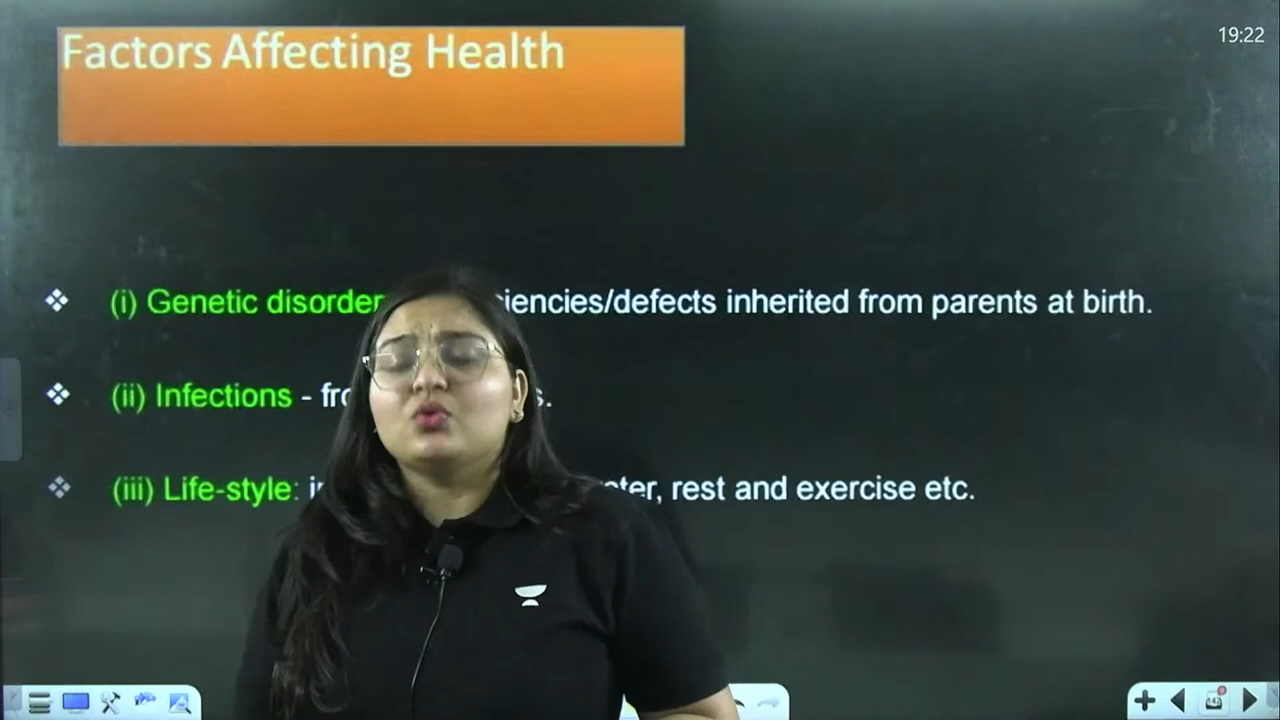 19:22
Factors Affecting Health
(i) Genetic disorder iencies/defects inherited from parents at birth.
(ii) Infections - fro s.
(iii) Life-style: i ter, rest and exercise etc.